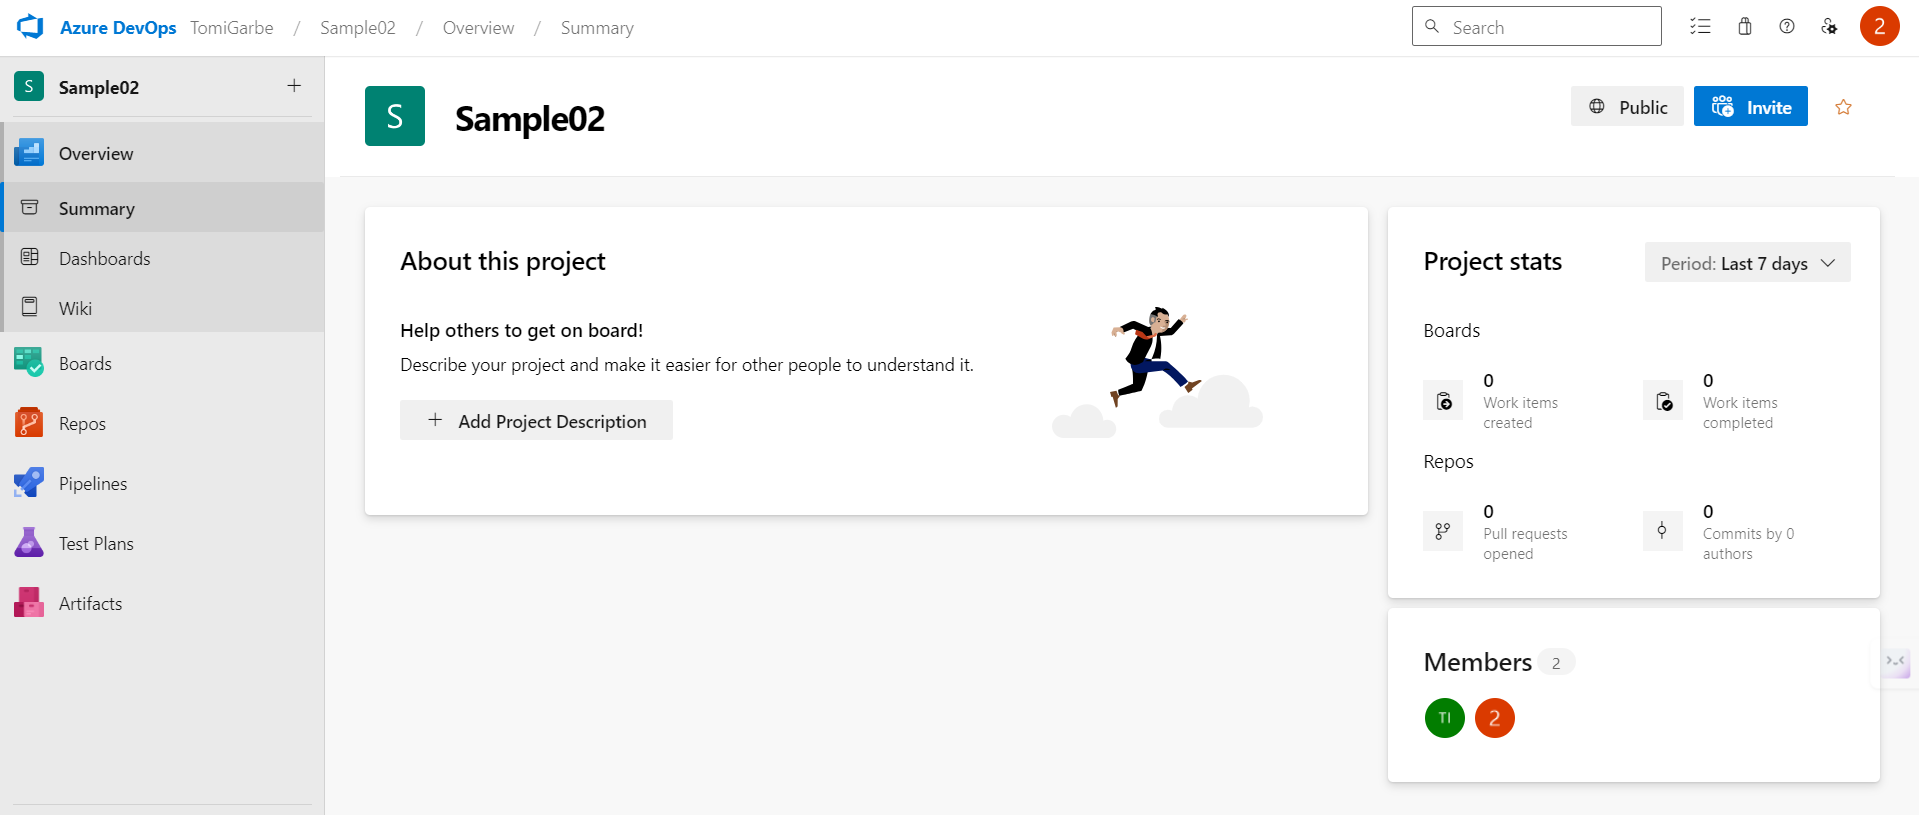 Azure DevOps TomiGarbe / Sample02 / Overview / Summary
Search
2
S Sample02
Overview
Summary
Dashboards
Wiki
Boards
Repos
Pipelines
Test Plans
Artifacts
S Sample02
Public
Invite
About this project
Help others to get on board!
Describe your project and make it easier for other people to understand it.
+ Add Project Description
Project stats
Period: Last 7 days
Boards
0
Work items
created
0
Work items
completed
Repos
0
Pull requests
opened
0
Commits by 0
authors
Members 2
TI 2